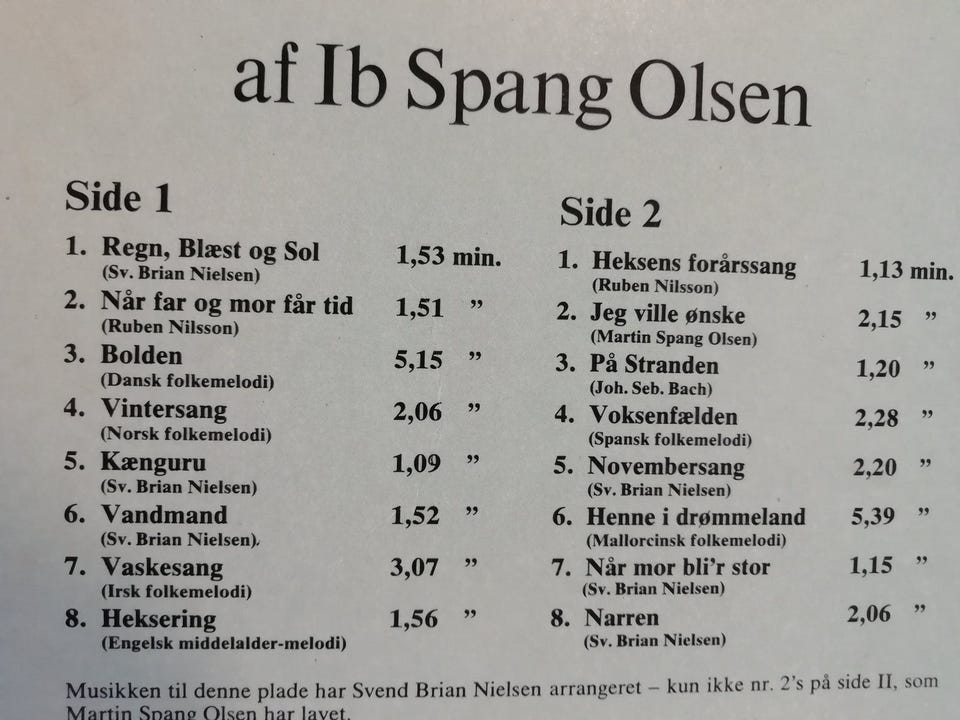 af Ib Spang Olsen
Side 1
1. Regn, Blæst og Sol 1,53 min.
(Sv. Brian Nielsen)
2. Når far og mor får tid 1,51 ”
(Ruben Nilsson)
3. Bolden 5,15 ”
(Dansk folkemelodi)
4. Vintersang 2,06 ”
(Norsk folkemelodi)
5. Kænguru 1,09 ”
(Sv. Brian Nielsen)
6. Vandmand 1,52 ”
(Sv. Brian Nielsen).
7. Vaskesang 3,07 ”
(Irsk folkemelodi)
8. Heksering 1,56 ”
(Engelsk middelalder-melodi)
Side 2
1. Heksens forårssang 1,13 min.
(Ruben Nilsson)
2. Jeg ville ønske 2,15 ”
(Martin Spang Olsen)
3. På Stranden 1,20 ”
(Joh. Seb. Bach)
4. Voksenfælden 2,28 ”
(Spansk folkemelodi)
5. Novembersang 2,20 ”
(Sv. Brian Nielsen)
6. Henne i drømmeland 5,39 ”
(Mallorcinsk folkemelodi)
7. Når mor bli’r stor 1,15 ”
(Sv. Brian Nielsen)
8. Narren 2,06 ”
(Sv. Brian Nielsen)
Musikken til denne plade har Svend Brian Nielsen arrangeret – kun ikke nr. 2’s på side II, som
Martin Spang Olsen har lavet.